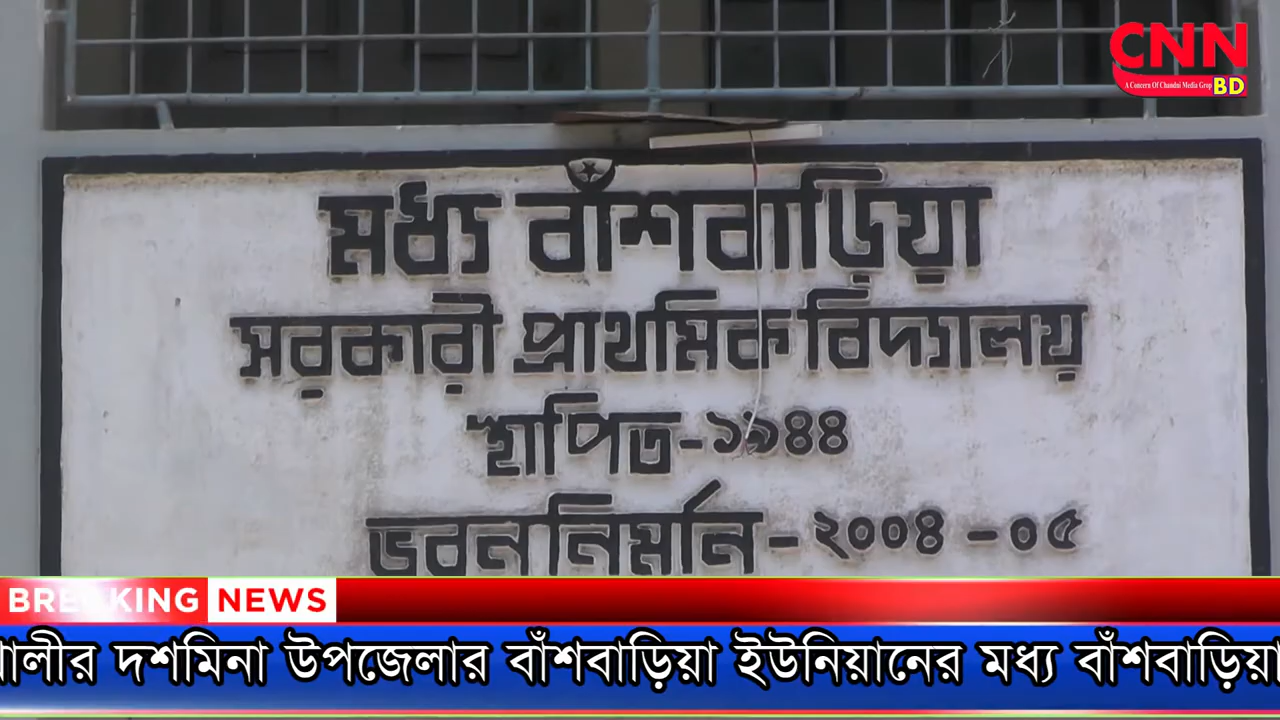 CNN
A Concern Of Chandni Media Grop
BD
মধ্য বাঁশবাড়িয়া
সরকারী প্রাথমিক বিদ্যালয়
স্থাপিত-১৯৪৪
ভবন নির্মান - ২০০৪ - ০৫
BREAKING NEWS
দশমিনা উপজেলার বাঁশবাড়িয়া ইউনিয়ানের মধ্য বাঁশবাড়িয়া